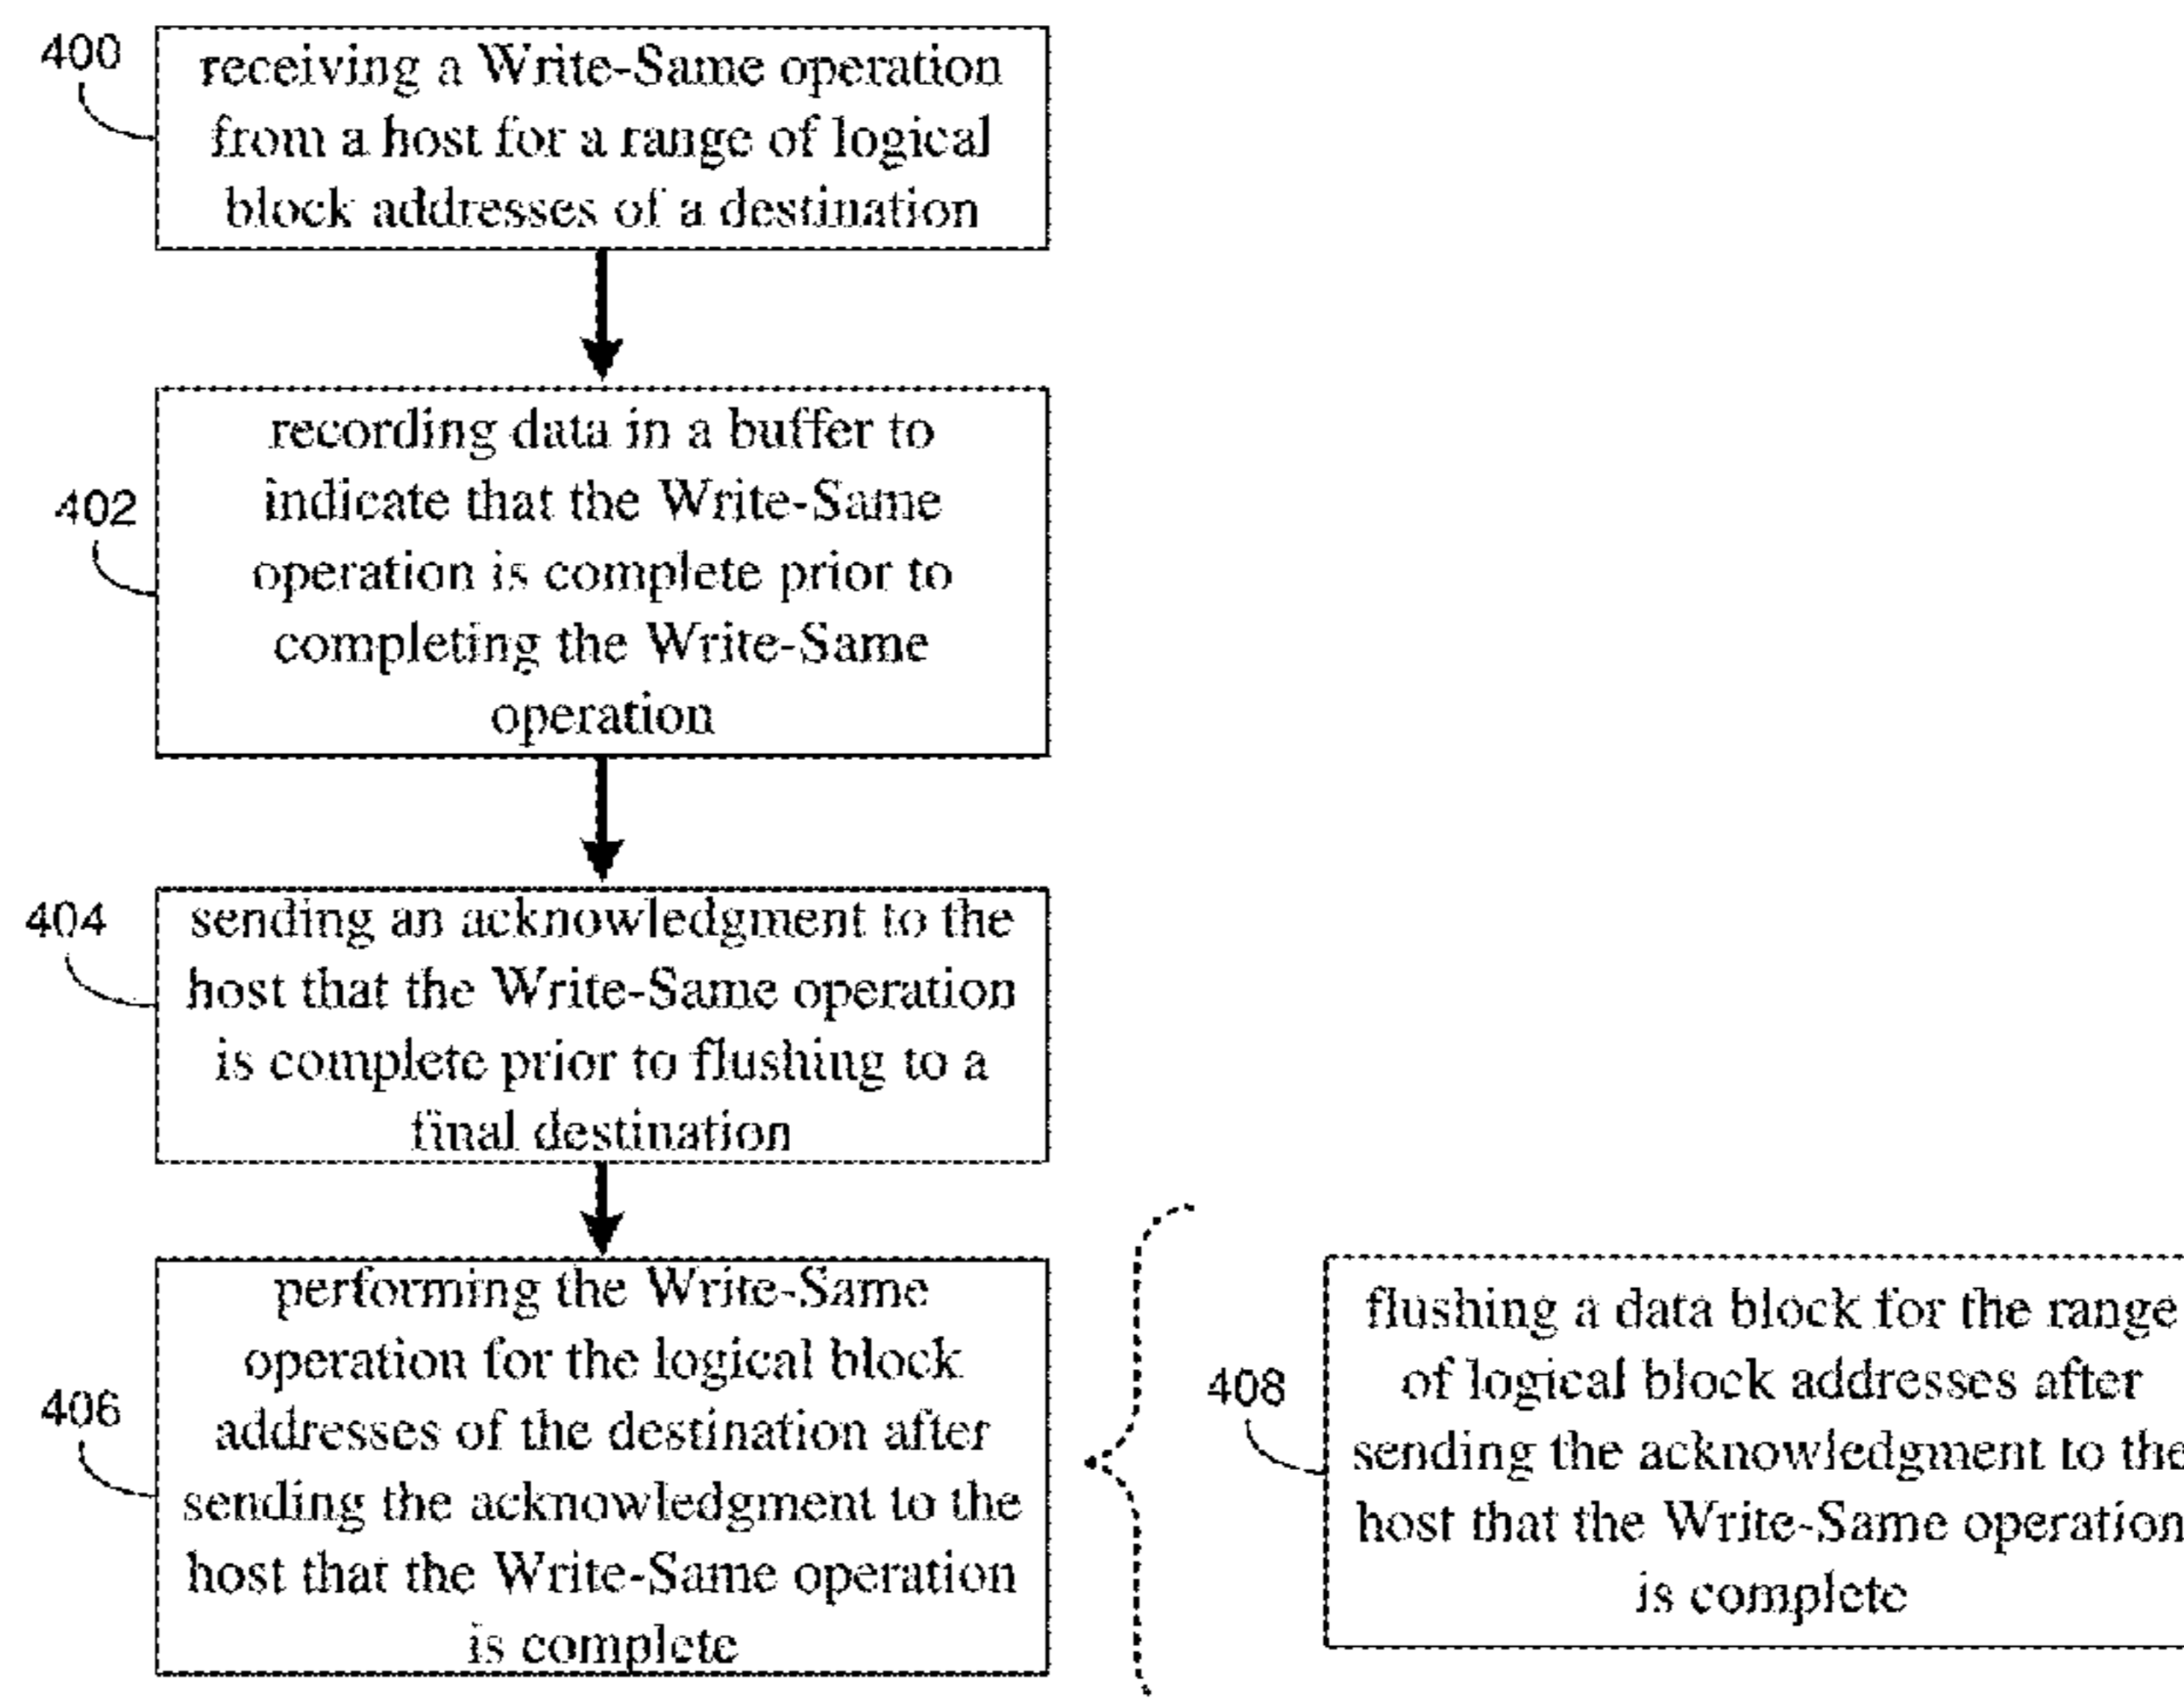 400
receiving a Write-Same operation
from a host for a range of logical
block addresses of a destination
402
recording data in a buffer to
indicate that the Write-Same
operation is complete prior to
completing the Write-Same
operation
404
sending an acknowledgment to the
host that the Write-Same operation
is complete prior to flushing to a
final destination
406
performing the Write-Same
operation for the logical block
addresses of the destination after
sending the acknowledgment to the
host that the Write-Same operation
is complete
408
flushing a data block for the range
of logical block addresses after
sending the acknowledgment to the
host that the Write-Same operation
is complete